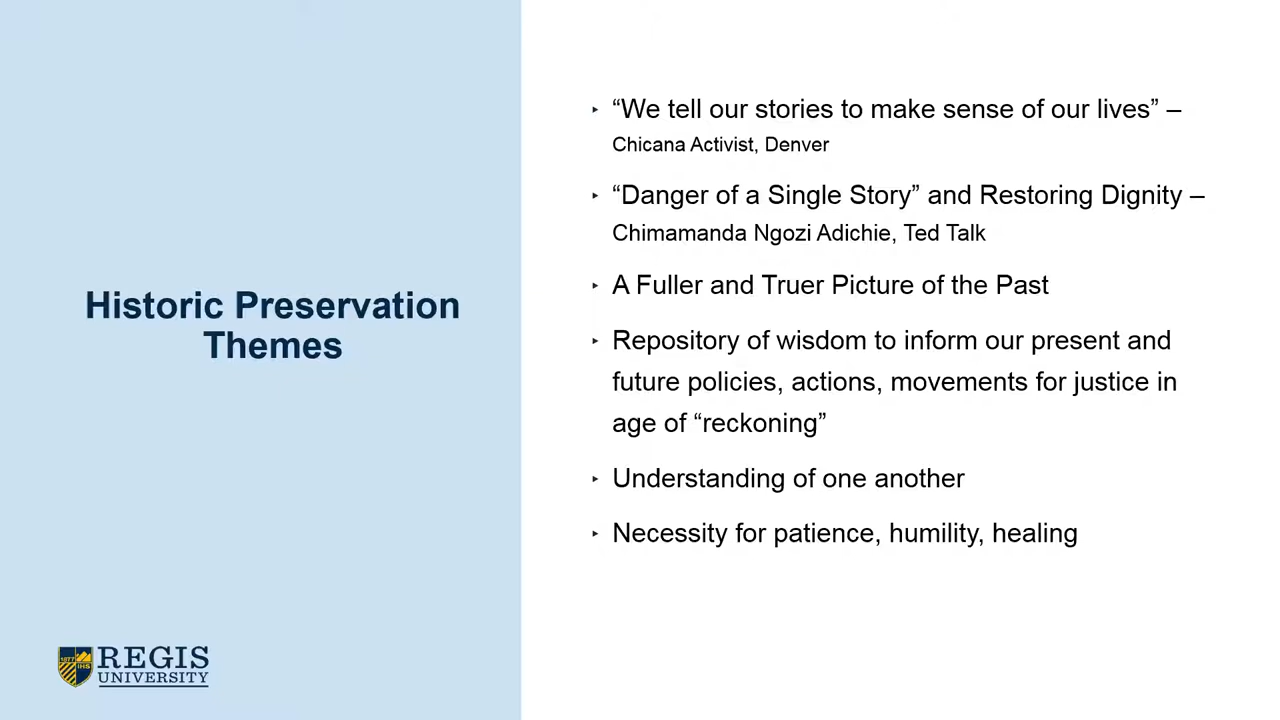 Historic Preservation
Themes
“We tell our stories to make sense of our lives” –
Chicana Activist, Denver
“Danger of a Single Story” and Restoring Dignity –
Chimamanda Ngozi Adichie, Ted Talk
A Fuller and Truer Picture of the Past
Repository of wisdom to inform our present and
future policies, actions, movements for justice in
age of “reckoning”
Understanding of one another
Necessity for patience, humility, healing
REGIS
UNIVERSITY